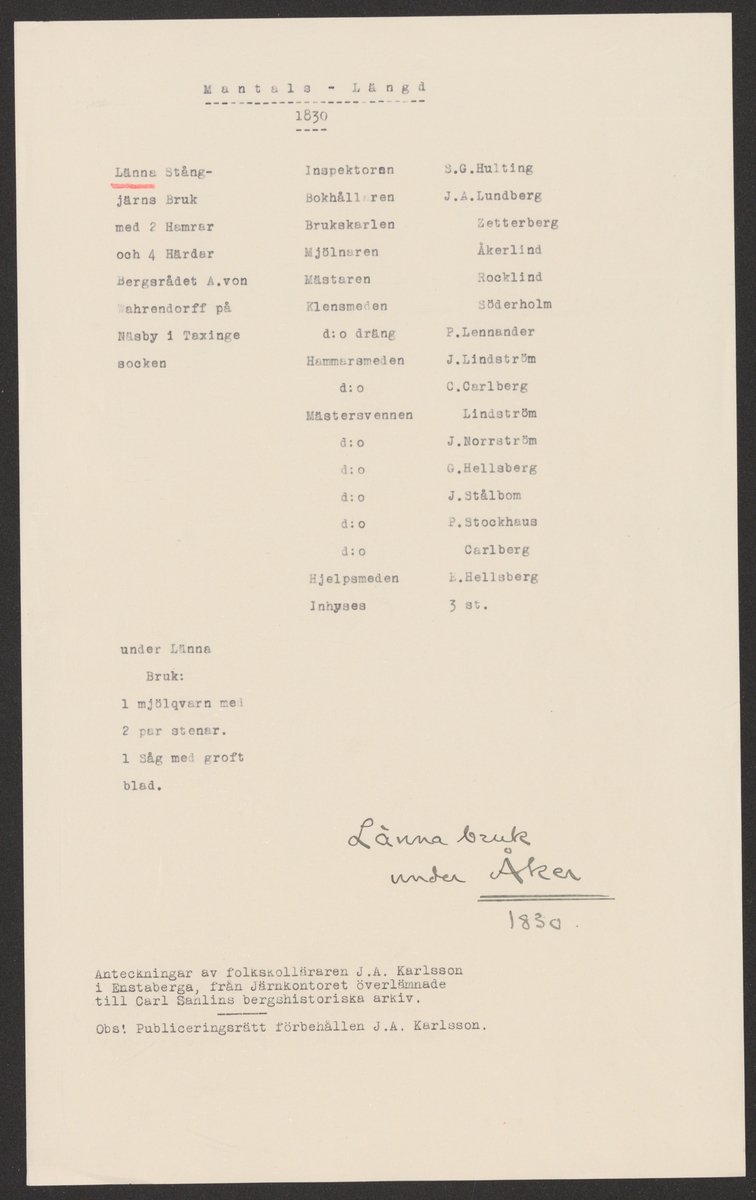 Mantals - Längd
1830
Länna Stång- Inspektoren S.G.Hulting
järns Bruk Bokhållaren J.A.Lundberg
med 2 Hamrar Brukskarlen Zetterberg
och 4 Härdar Mjölnaren Åkerlind
Bergsrådet A.von Mästaren Rocklind
Wahrendorff på Klensmeden Söderholm
Näsby i Taxinge d:o dräng P.Lennander
socken Hammarsmeden J.Lindström
d:o C.Carlberg
Mästersvennen Lindström
d:o J.Norrström
d:o G.Hellsberg
d:o J.Stålbom
d:o P.Stockhaus
d:o Carlberg
Hjelpsmeden E.Hellsberg
Inhyses 3 st.
under Länna
Bruk:
1 mjölqvarn med
2 par stenar.
1 Såg med groft
blad.
Länna bruk
under Åker
1830.
Anteckningar av folkskolläraren J.A. Karlsson
i Enstaberga, från Järnkontoret överlämnade
till Carl Sahlins bergshistoriska arkiv.
Obs! Publiceringsrätt förbehållen J.A. Karlsson.